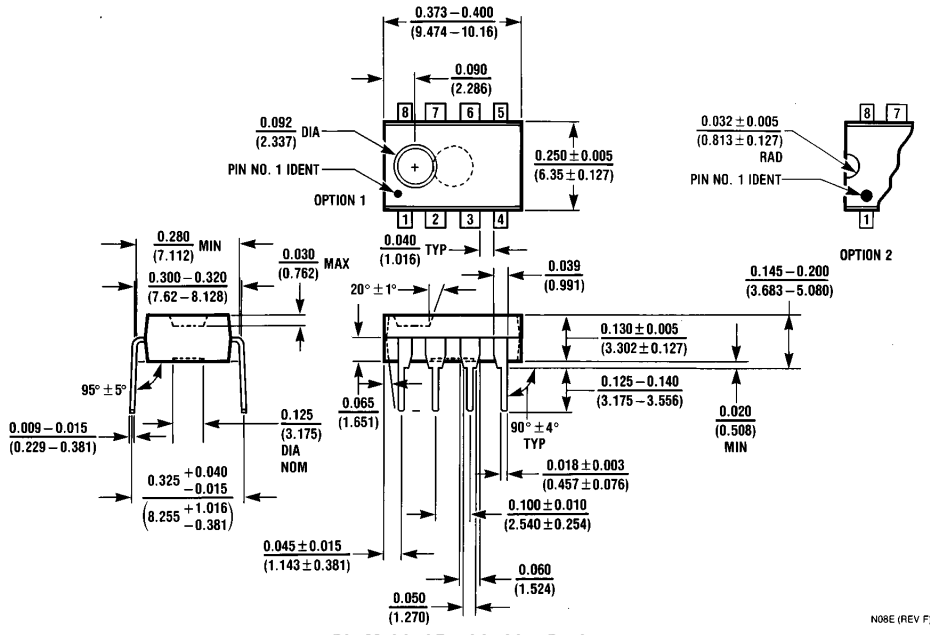 0.373–0.400
(9.474–10.16)
0.090
(2.286)
8 7 6 5
0.092 DIA
(2.337)
0.250 ± 0.005
(6.35 ± 0.127)
PIN NO. 1 IDENT
OPTION 1
1 2 3 4
8 7
0.032 ± 0.005
(0.813 ± 0.127)
RAD
PIN NO. 1 IDENT
1
OPTION 2
0.280 MIN
(7.112)
0.030 MAX
(0.762)
0.300–0.320
(7.62–8.128)
95° ± 5°
0.009–0.015
(0.229–0.381)
0.125
(3.175)
DIA
NOM
0.325 +0.040
−0.015
(8.255 +1.016
−0.381)
0.040 TYP
(1.016)
0.039
(0.991)
20° ± 1°
0.145–0.200
(3.683–5.080)
0.130 ± 0.005
(3.302 ± 0.127)
0.125–0.140
(3.175–3.556)
0.020
(0.508)
MIN
0.065
(1.651)
90° ± 4°
TYP
0.018 ± 0.003
(0.457 ± 0.076)
0.100 ± 0.010
(2.540 ± 0.254)
0.045 ± 0.015
(1.143 ± 0.381)
0.060
(1.524)
0.050
(1.270)
N08E (REV F)